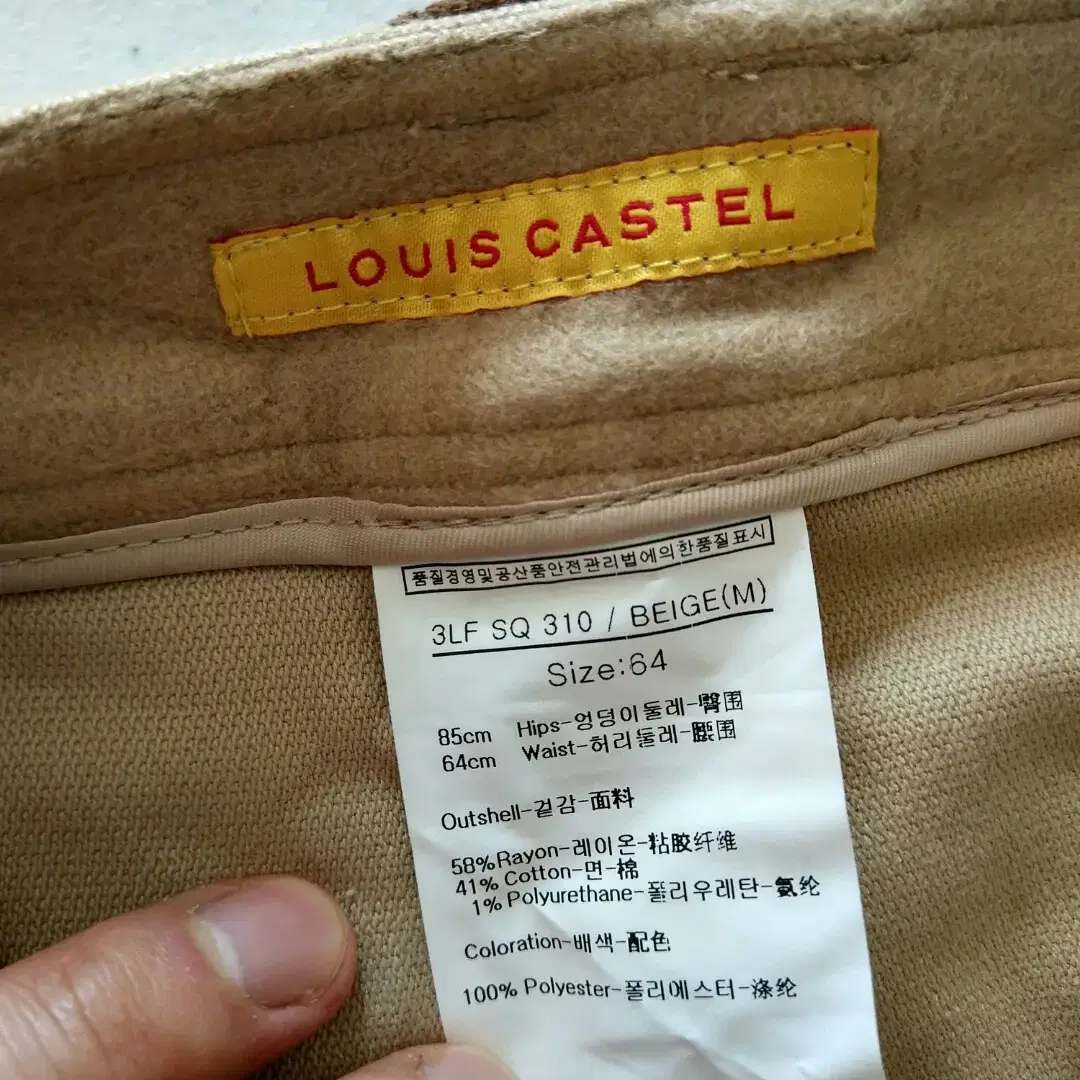 LOUIS CASTEL
품질경영및공산품안전관리법에의한품질표시
3LF SQ 310 / BEIGE(M)
Size:64
85cm Hips-엉덩이둘레-臀围
64cm Waist-허리둘레-腰围
Outshell-겉감-面料
58%Rayon-레이온-粘胶纤维
41% Cotton-면-棉
1% Polyurethane-폴리우레탄-氨纶
Coloration-배색-配色
100% Polyester-폴리에스터-涤纶